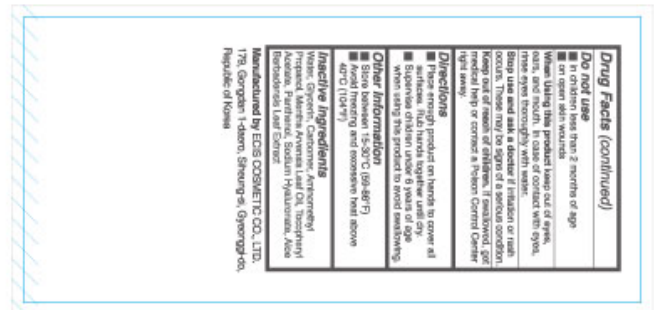 Drug Facts (continued)
Do not use
■ in children less than 2 months of age
■ on open skin wounds
When Using this product keep out of eyes,
ears, and mouth. In case of contact with eyes,
rinse eyes thoroughly with water.
Stop use and ask a doctor if irritation or rash
occurs. These may be signs of a serious condition.
Keep out of reach of children. If swallowed, get
medical help or contact a Poison Control Center
right away.
Directions
■ Place enough product on hands to cover all
surfaces. Rub hands together until dry.
■ Supervise children under 6 years of age
when using this product to avoid swallowing.
Other Information
■ Store between 15-30°C (59-86°F)
■ Avoid freezing and excessive heat above
40°C (104°F)
Inactive Ingredients
Water, Glycerin, Carbomer, Aminomethyl
Propanol, Mentha Arvensis Leaf Oil, Tocopheryl
Acetate, Panthenol, Sodium Hyaluronate, Aloe
Barbadensis Leaf Extract
Manufactured by ECIS COSMETIC CO., LTD.
179, Gongdan 1-daero, Siheung-si, Gyeonggi-do,
Republic of Korea